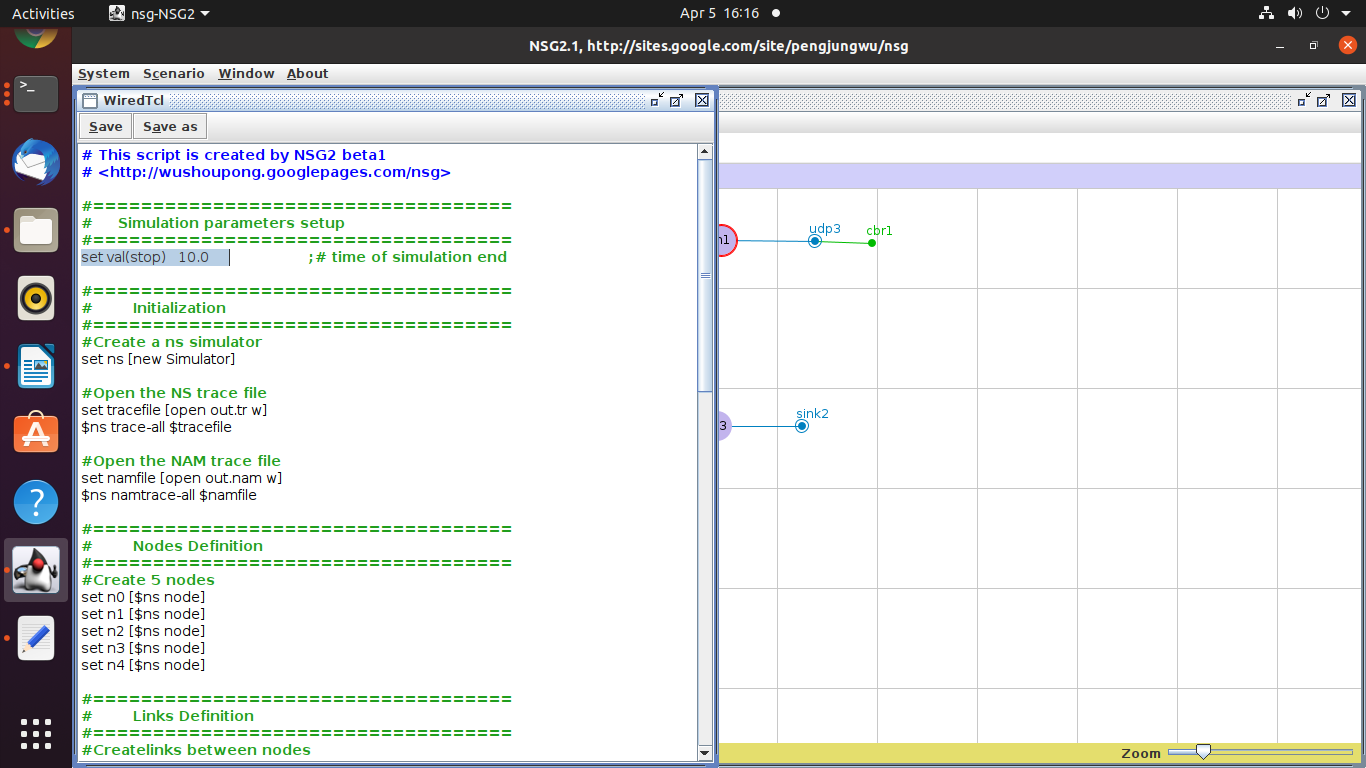 Activities
nsg-NSG2
Apr 5 16:16
NSG2.1, http://sites.google.com/site/pengjungwu/nsg
System Scenario Window About
WiredTcl
Save Save as
# This script is created by NSG2 beta1
# <http://wushoupong.googlepages.com/nsg>
#===================================
# Simulation parameters setup
#===================================
set val(stop) 10.0 ;# time of simulation end
#===================================
# Initialization
#===================================
#Create a ns simulator
set ns [new Simulator]
#Open the NS trace file
set tracefile [open out.tr w]
$ns trace-all $tracefile
#Open the NAM trace file
set namfile [open out.nam w]
$ns namtrace-all $namfile
#===================================
# Nodes Definition
#===================================
#Create 5 nodes
set n0 [$ns node]
set n1 [$ns node]
set n2 [$ns node]
set n3 [$ns node]
set n4 [$ns node]
#===================================
# Links Definition
#===================================
#Createlinks between nodes
udp3
cbr1
sink2
3
Zoom